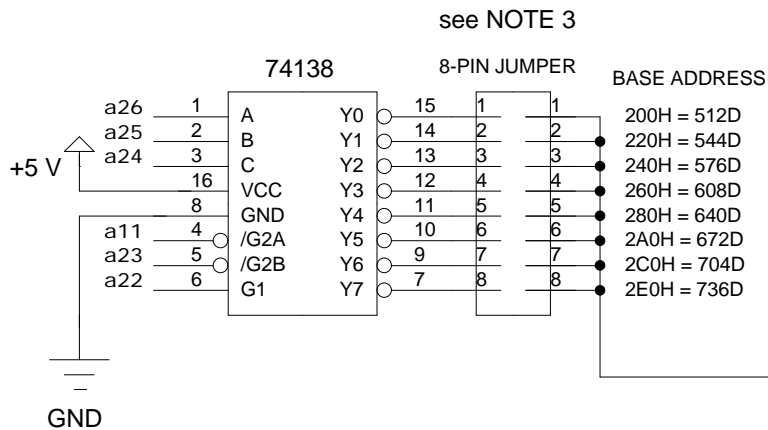 see NOTE 3
74138
8-PIN JUMPER
BASE ADDRESS
a26 1 A Y0 15 1 1 200H = 512D
a25 2 B Y1 14 2 2 220H = 544D
a24 3 C Y2 13 3 3 240H = 576D
+5 V 16 VCC Y3 12 4 4 260H = 608D
8 GND Y4 11 5 5 280H = 640D
a11 4 /G2A Y5 10 6 6 2A0H = 672D
a23 5 /G2B Y6 9 7 7 2C0H = 704D
a22 6 G1 Y7 7 8 8 2E0H = 736D
GND